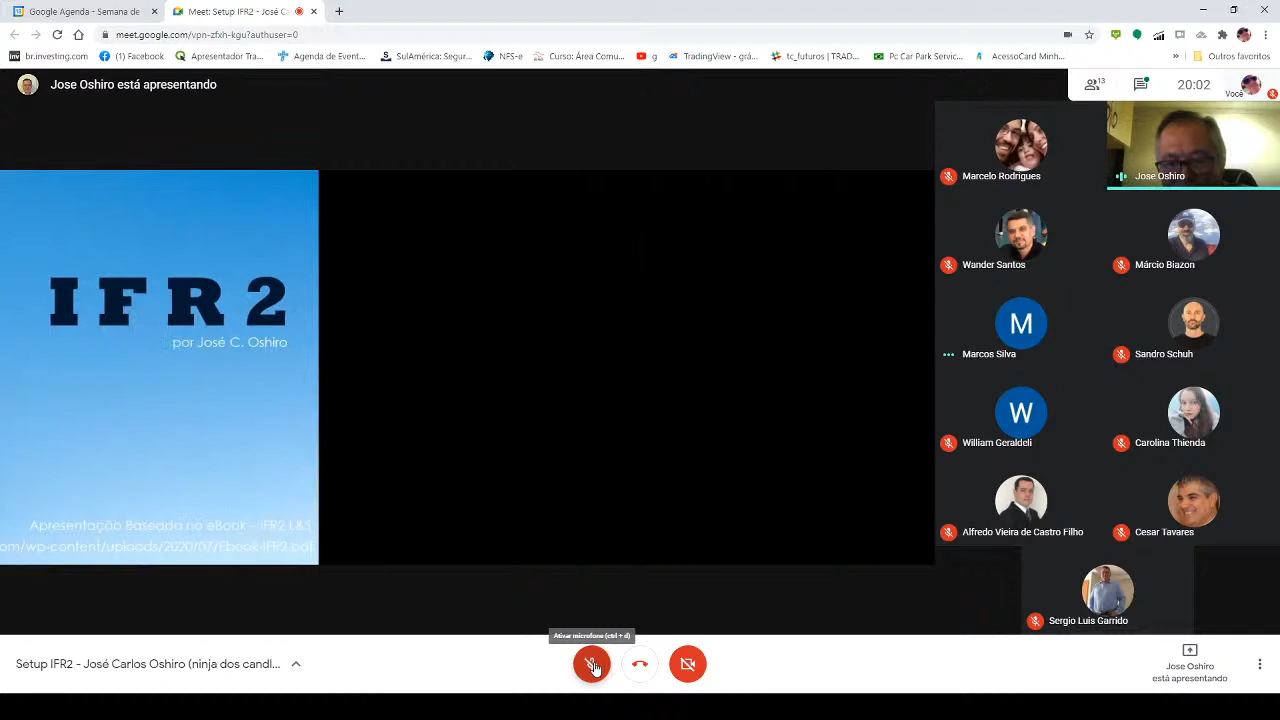 Google Agenda - Semana de
Meet: Setup IFR2 - José Ca
meet.google.com/vpn-zfxh-kgu?authuser=0
br.investing.com
(3) Facebook
Apresentador Tra...
Agenda de Event...
SulAmérica: Segur...
NFS-e
Curso: Área Comu...
g
TradingView - grá...
tc_futuros | TRAD...
Pc Car Park Servic...
AcessoCard Minh...
»
Outros favoritos
Jose Oshiro está apresentando
13
20:02
Você
Marcelo Rodrigues
Jose Oshiro
Wander Santos
Márcio Biazon
M
Marcos Silva
Sandro Schuh
W
William Geraldeli
Carolina Thienda
Alfredo Vieira de Castro Filho
Cesar Tavares
Sergio Luis Garrido
IFR2
por José C. Oshiro
Apresentação Baseada no eBook – IFR2 L&S
om/wp-content/uploads/2020/07/Ebook-IFR2.pdf
Ativar microfone (ctrl + d)
Setup IFR2 - José Carlos Oshiro (ninja dos candl...
Jose Oshiro
está apresentando